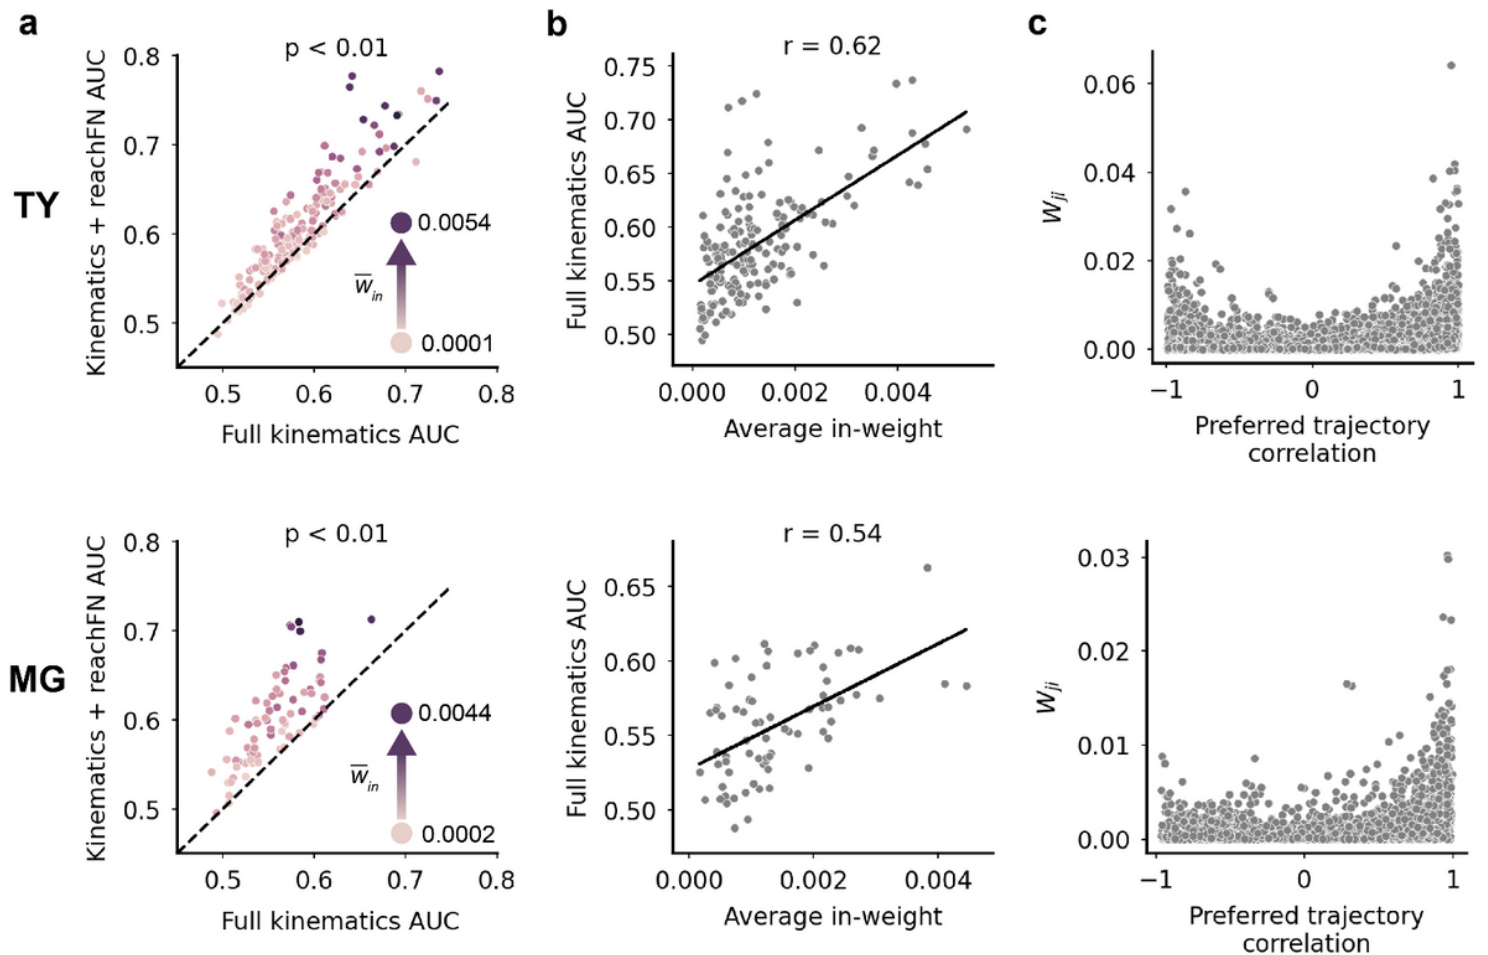 a
b
c
TY
p < 0.01
0.8
0.7
0.6
0.5
Kinematics + reachFN AUC
0.5 0.6 0.7 0.8
Full kinematics AUC
w̅in
0.0054
0.0001
r = 0.62
0.75
0.70
0.65
0.60
0.55
0.50
Full kinematics AUC
0.000 0.002 0.004
Average in-weight
0.06
0.04
0.02
0.00
Wji
−1 0 1
Preferred trajectory
correlation
MG
p < 0.01
0.8
0.7
0.6
0.5
Kinematics + reachFN AUC
0.5 0.6 0.7 0.8
Full kinematics AUC
w̅in
0.0044
0.0002
r = 0.54
0.65
0.60
0.55
0.50
Full kinematics AUC
0.000 0.002 0.004
Average in-weight
0.03
0.02
0.01
0.00
Wji
−1 0 1
Preferred trajectory
correlation